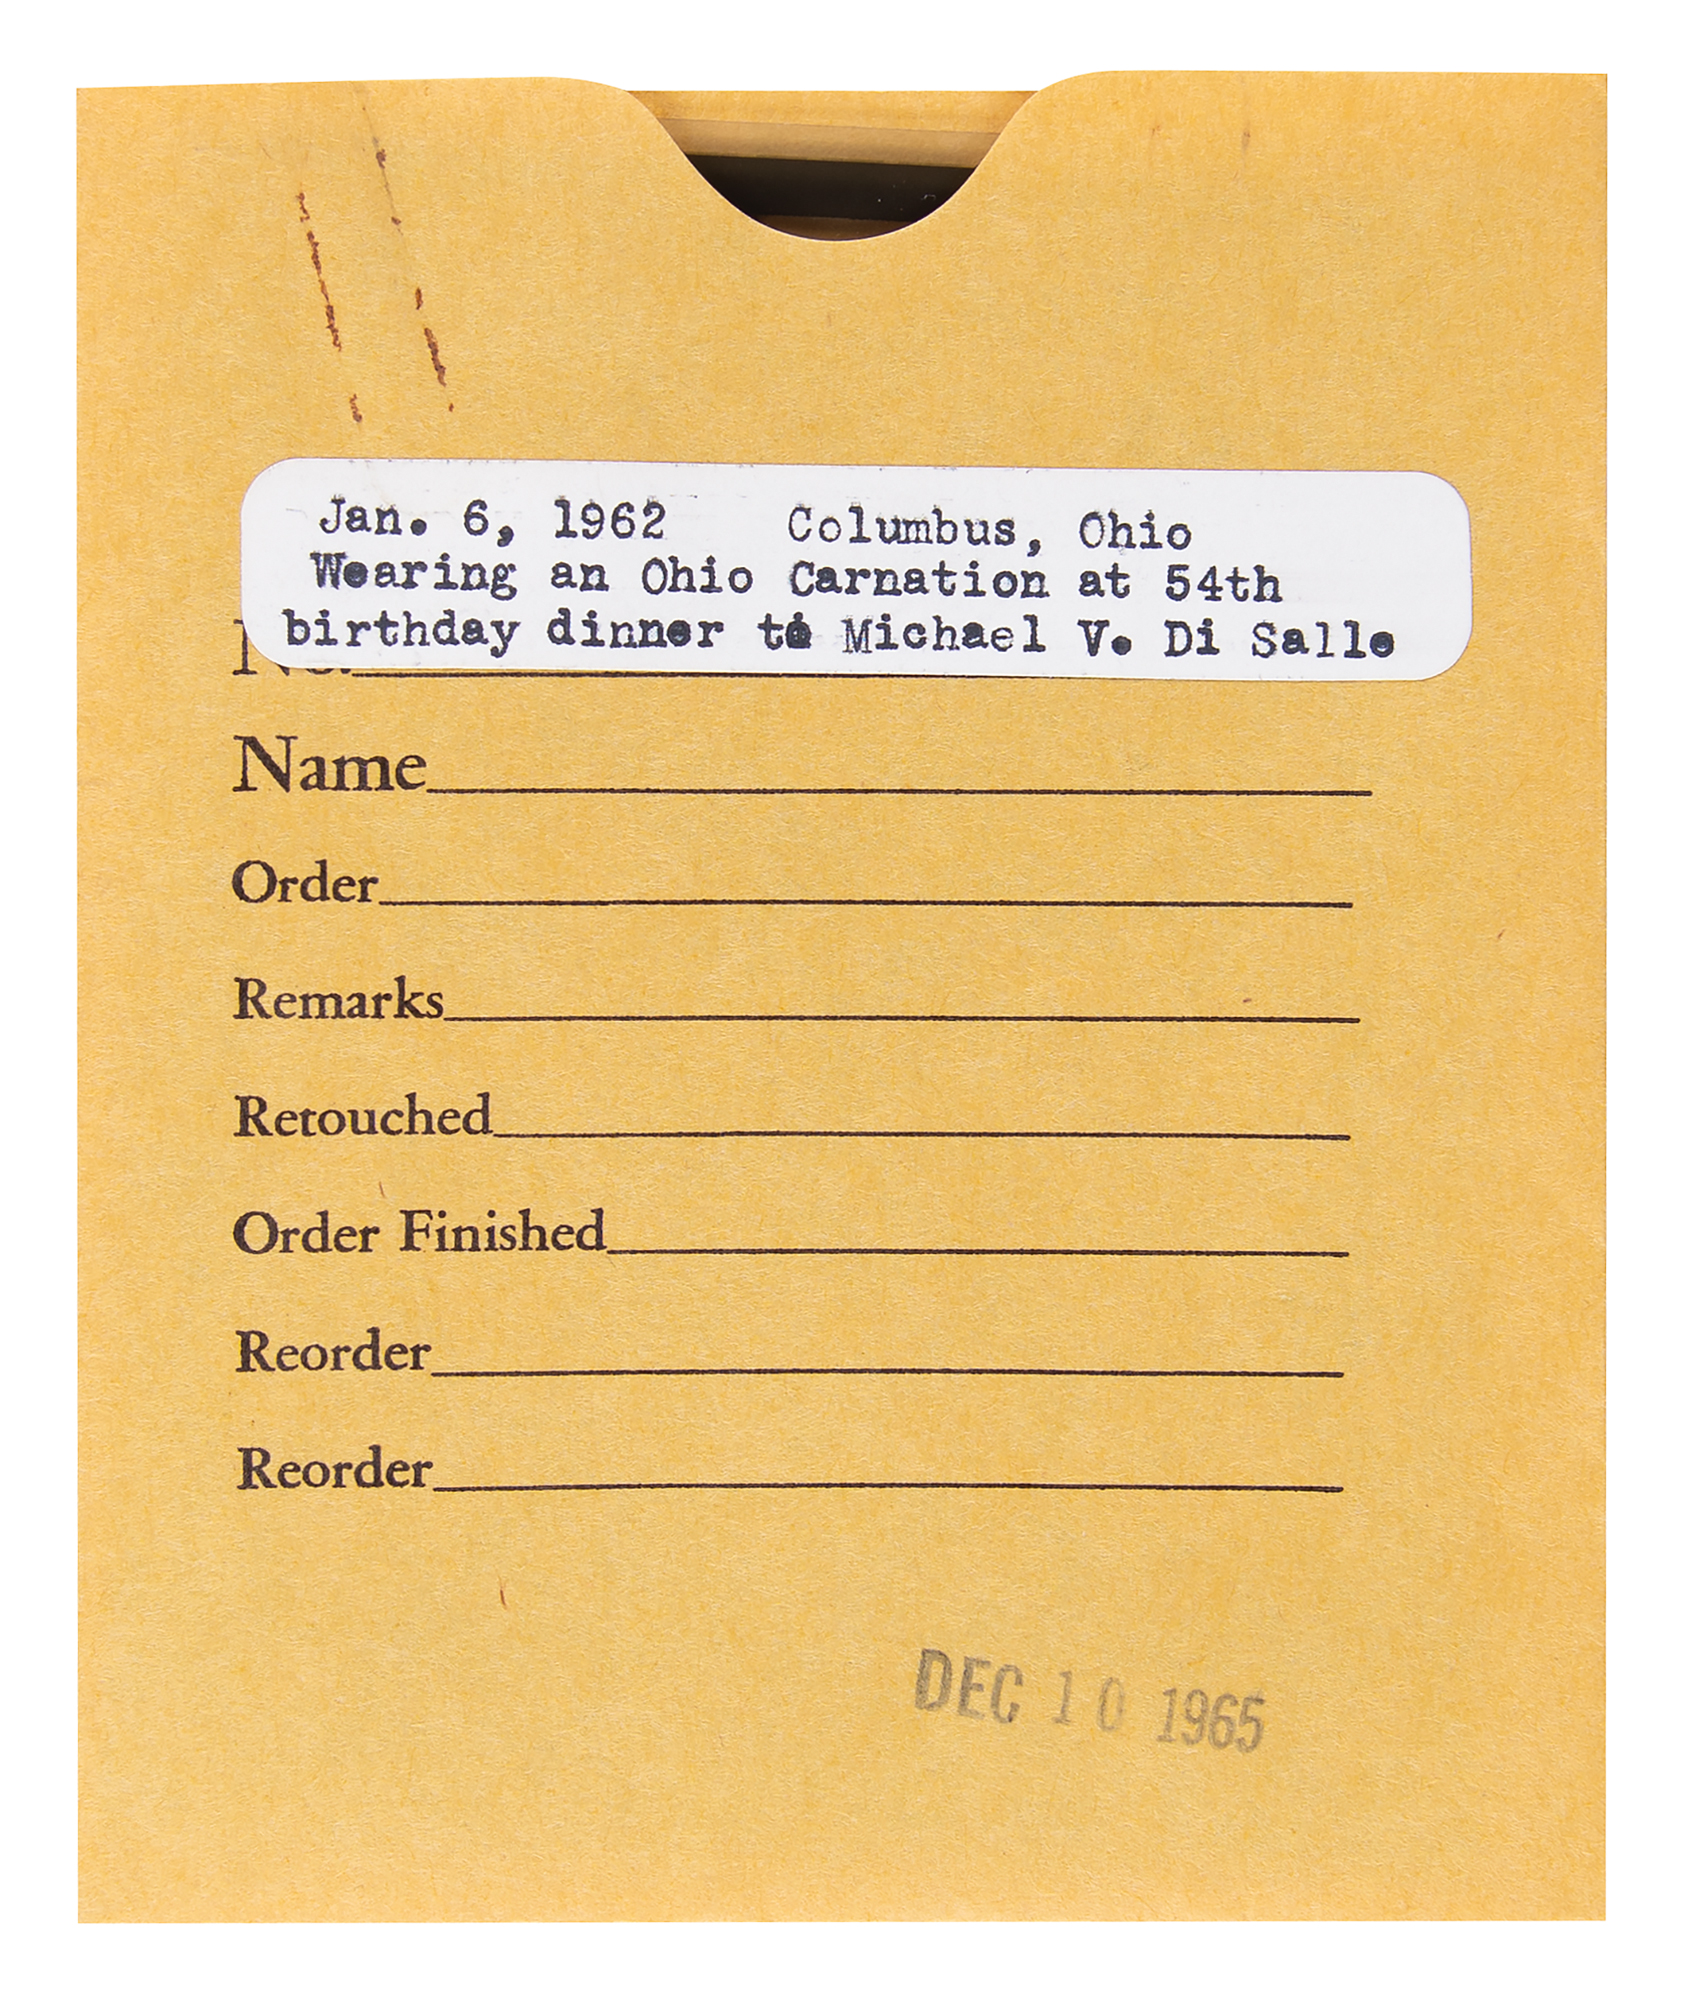 Jan. 6, 1962 Columbus, Ohio
Wearing an Ohio Carnation at 54th
birthday dinner to Michael V. Di Salle
No.
Name
Order
Remarks
Retouched
Order Finished
Reorder
Reorder
DEC 10 1965